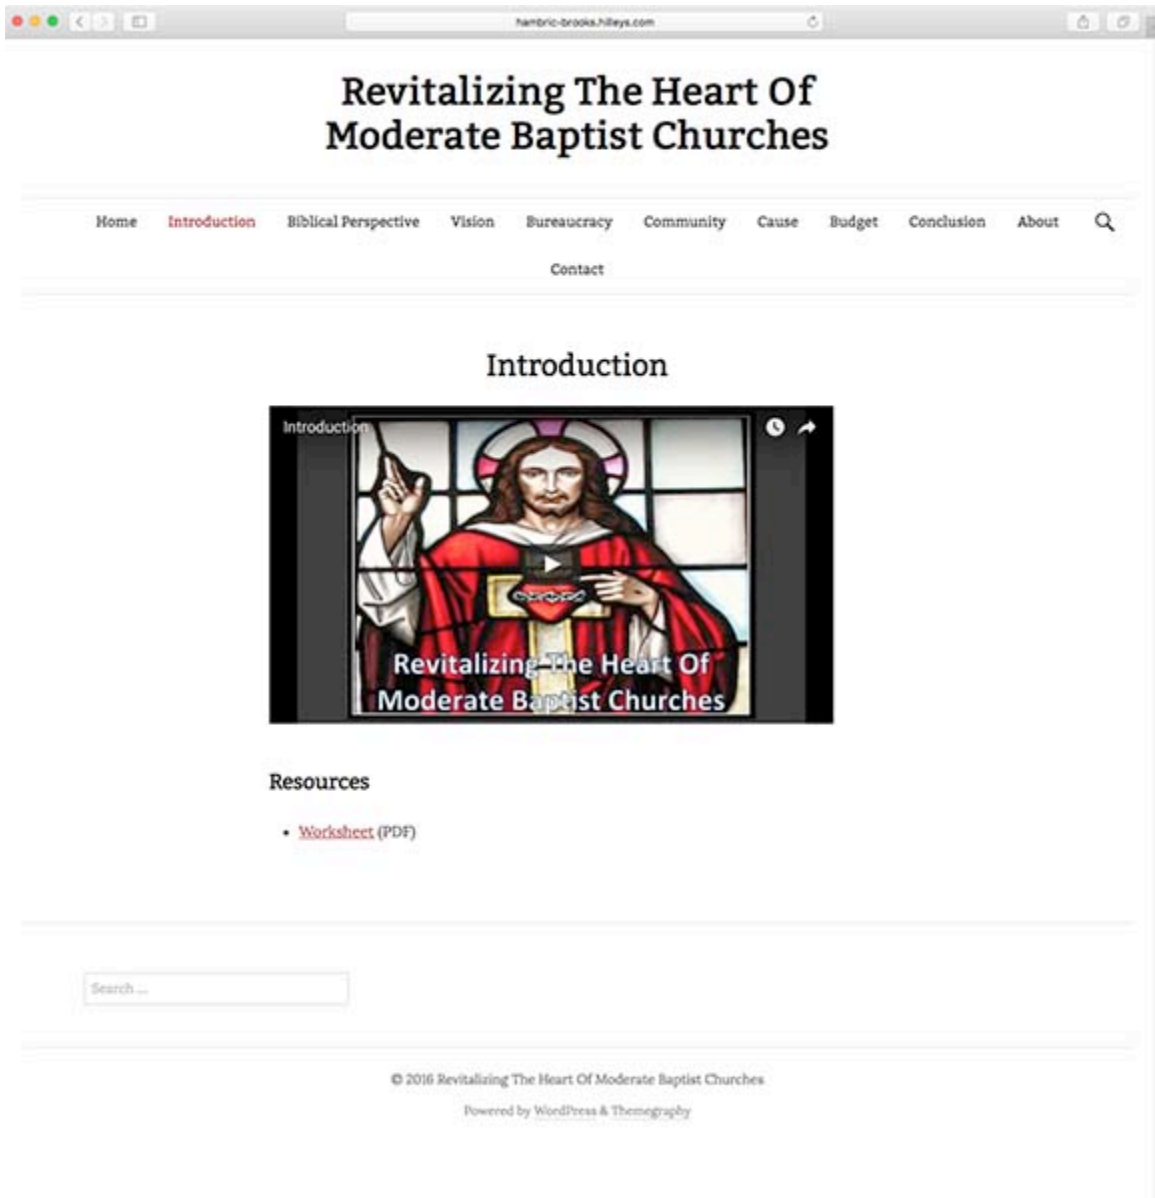 hambric-brooks.hilleys.com
Revitalizing The Heart Of
Moderate Baptist Churches
Home Introduction Biblical Perspective Vision Bureaucracy Community Cause Budget Conclusion About
Contact
Introduction
Introduction
Revitalizing The Heart Of
Moderate Baptist Churches
Resources
• Worksheet (PDF)
Search ...
© 2016 Revitalizing The Heart Of Moderate Baptist Churches
Powered by WordPress & Themegraphy